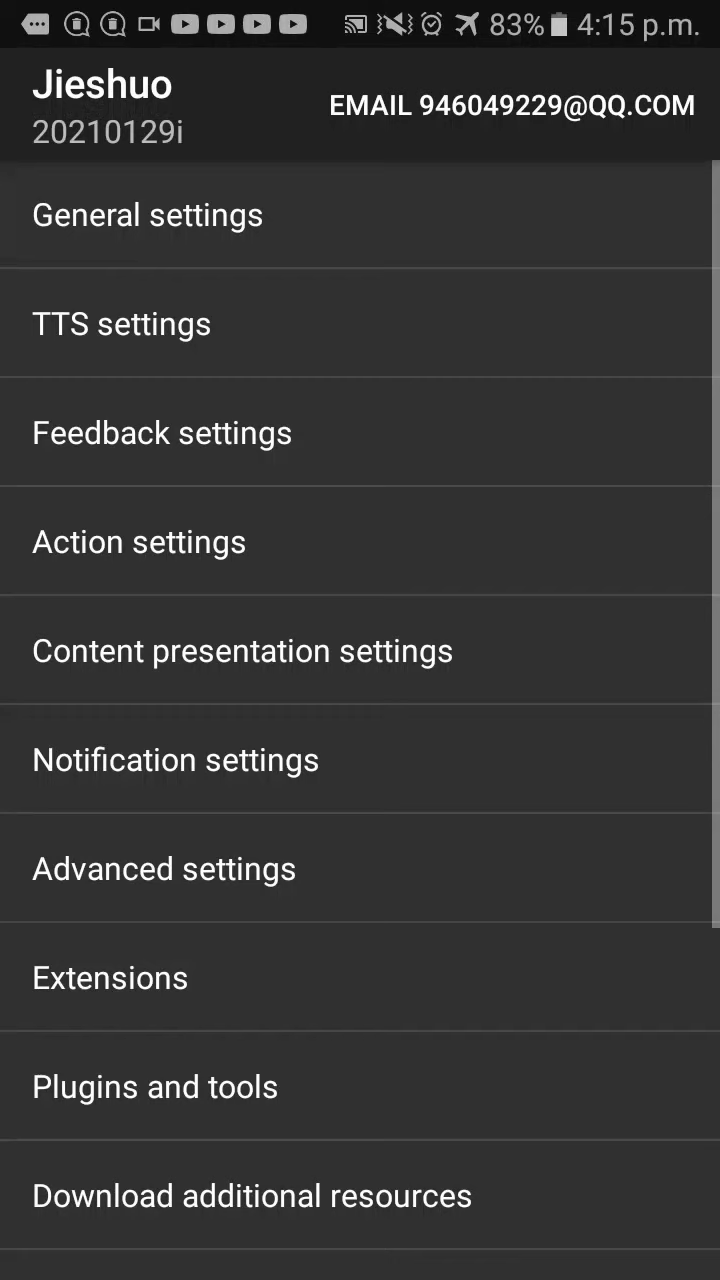 83% 4:15 p.m.
Jieshuo
EMAIL 946049229@QQ.COM
20210129i
General settings
TTS settings
Feedback settings
Action settings
Content presentation settings
Notification settings
Advanced settings
Extensions
Plugins and tools
Download additional resources